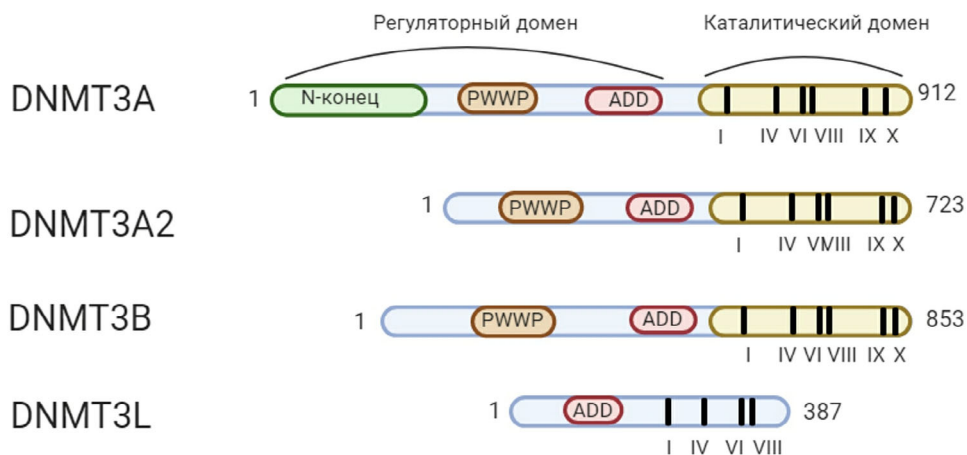 Регуляторный домен Каталитический домен
DNMT3A 1 N-конец PWWP ADD 912
I IV VI VIII IX X
DNMT3A2 1 PWWP ADD 723
I IV VI VIII IX X
DNMT3B 1 PWWP ADD 853
I IV VI VIII IX X
DNMT3L 1 ADD 387
I IV VI VIII